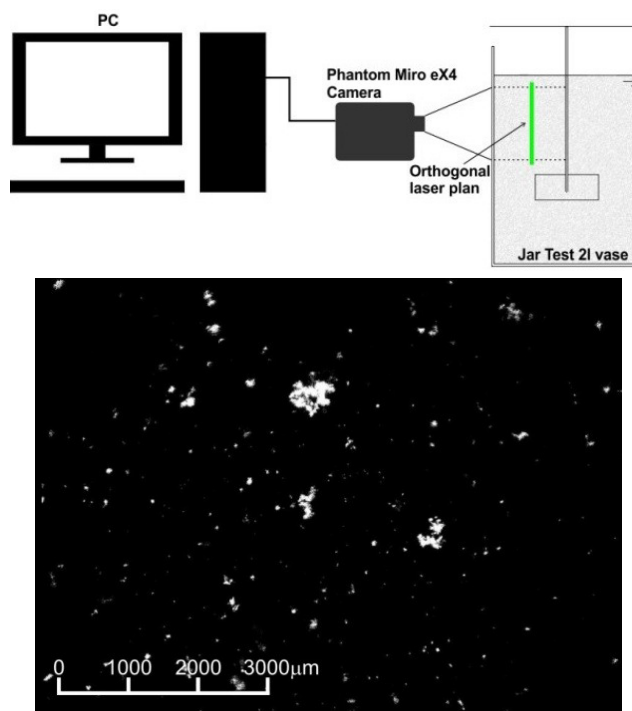 PC
Phantom Miro eX4
Camera
Orthogonal
laser plan
Jar Test 2l vase
0 1000 2000 3000μm